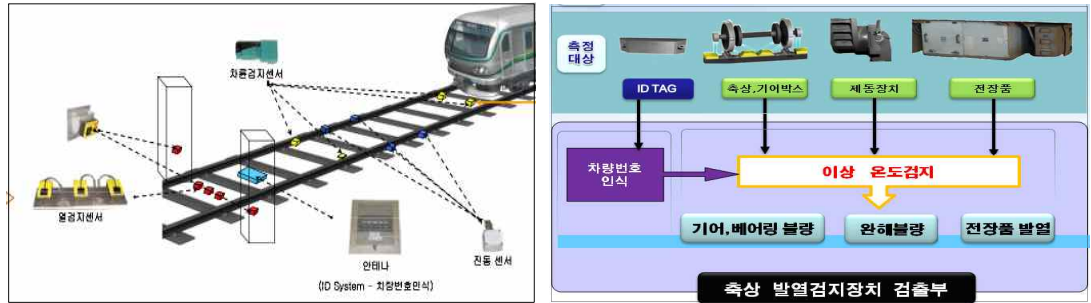 차륜검지센서
열검지센서
안테나
(ID System - 차량번호인식)
진동 센서
측정
대상
ID TAG
축상,기어박스
제동장치
전장품
차량번호
인식
이상 온도검지
기어,베어링 불량
완해불량
전장품 발열
축상 발열검지장치 검출부